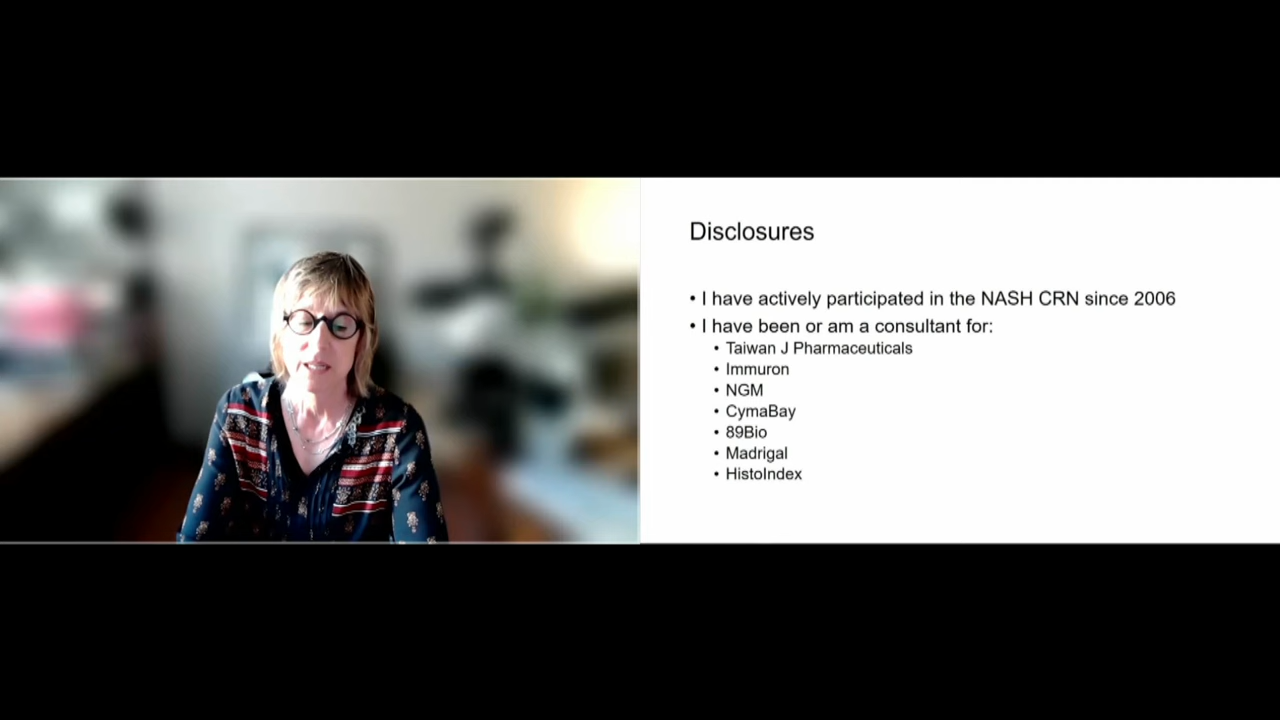 Disclosures
• I have actively participated in the NASH CRN since 2006
• I have been or am a consultant for:
• Taiwan J Pharmaceuticals
• Immuron
• NGM
• CymaBay
• 89Bio
• Madrigal
• HistoIndex